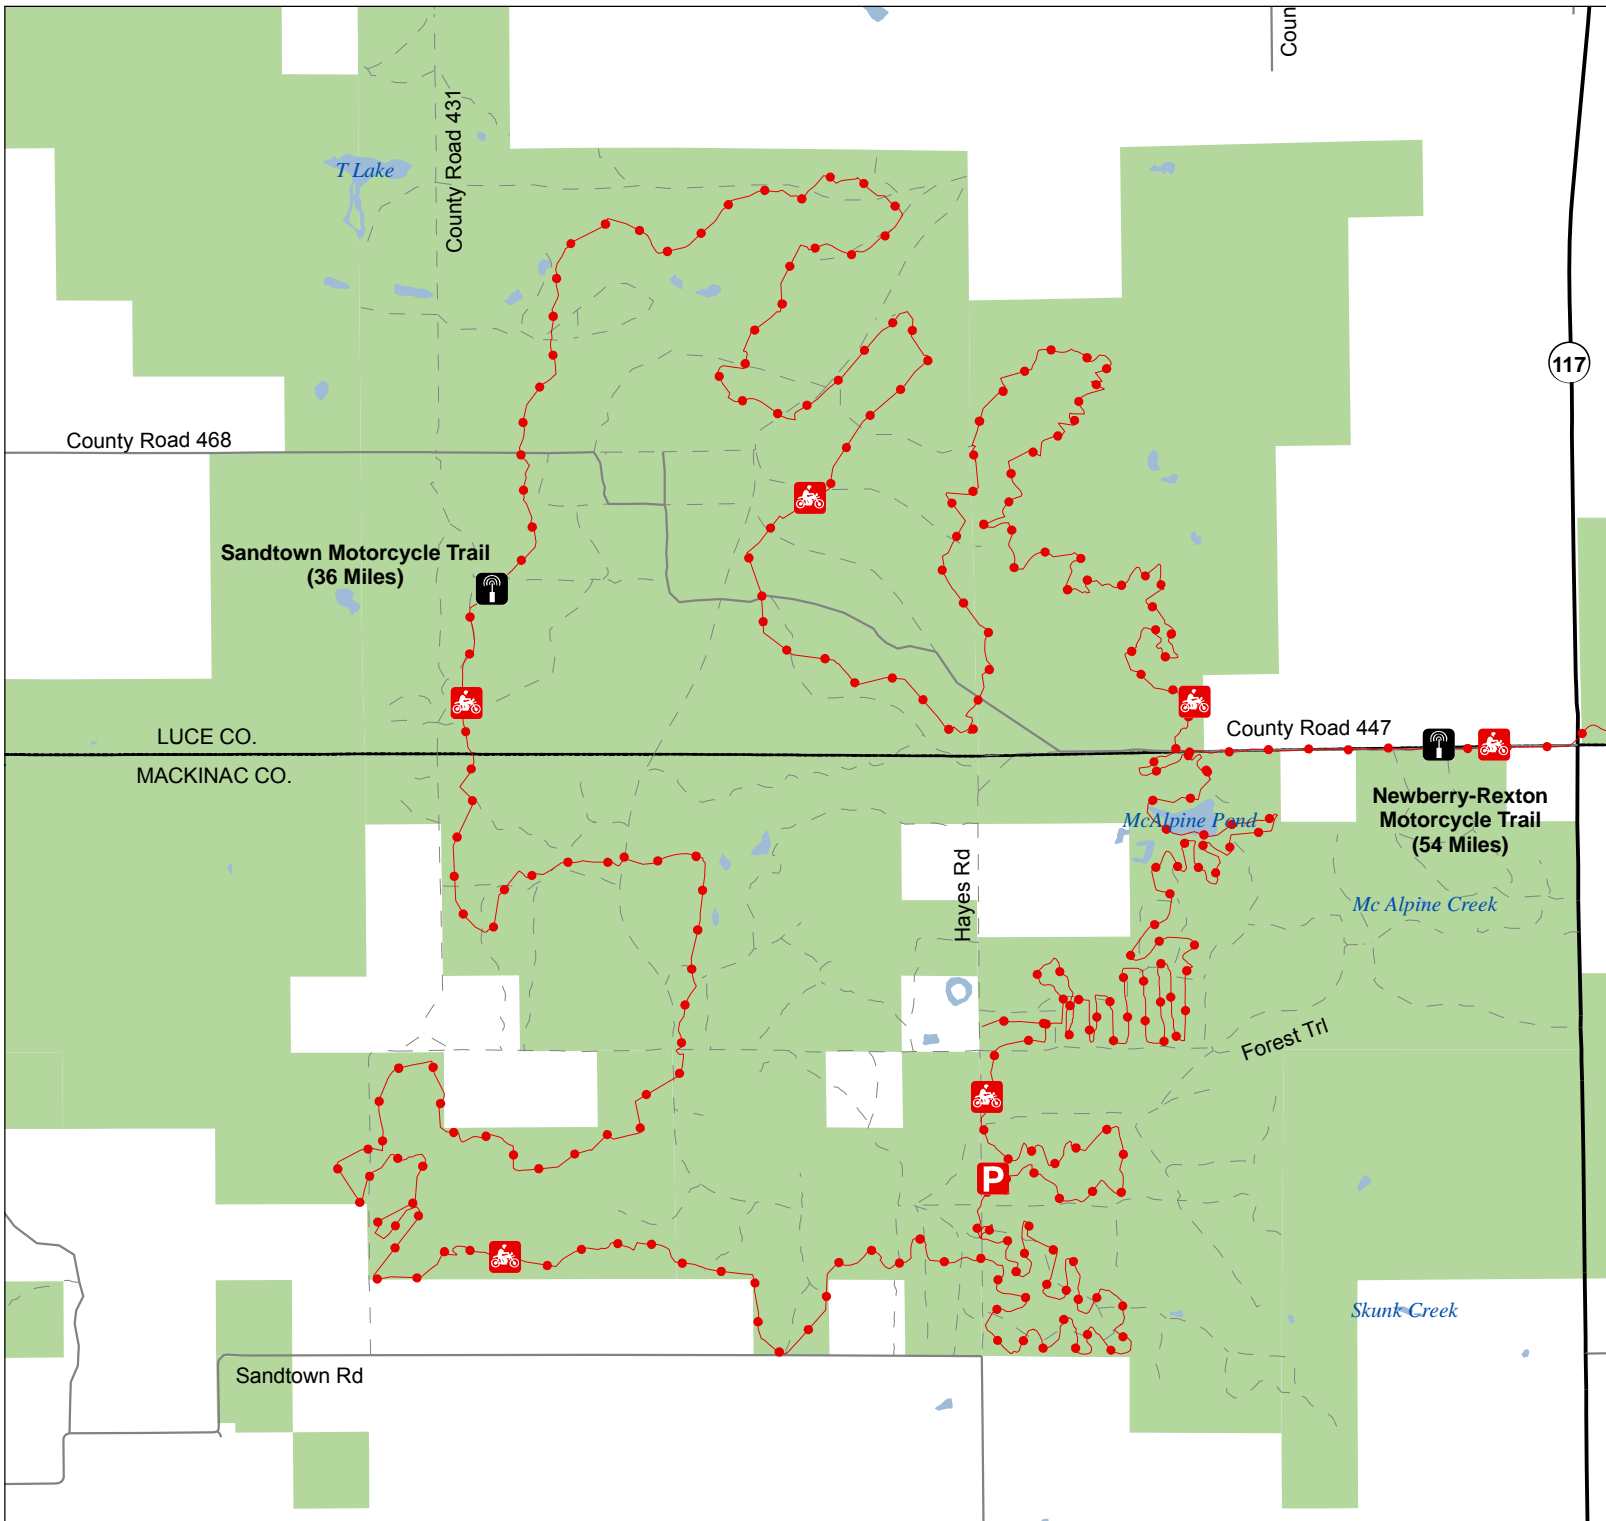 Coun
County Road 431
T Lake
117
County Road 468
Sandtown Motorcycle Trail
(36 Miles)
LUCE CO.
MACKINAC CO.
County Road 447
Newberry-Rexton
Motorcycle Trail
(54 Miles)
McAlpine Pond
Hayes Rd
Mc Alpine Creek
Forest Trl
P
Skunk Creek
Sandtown Rd